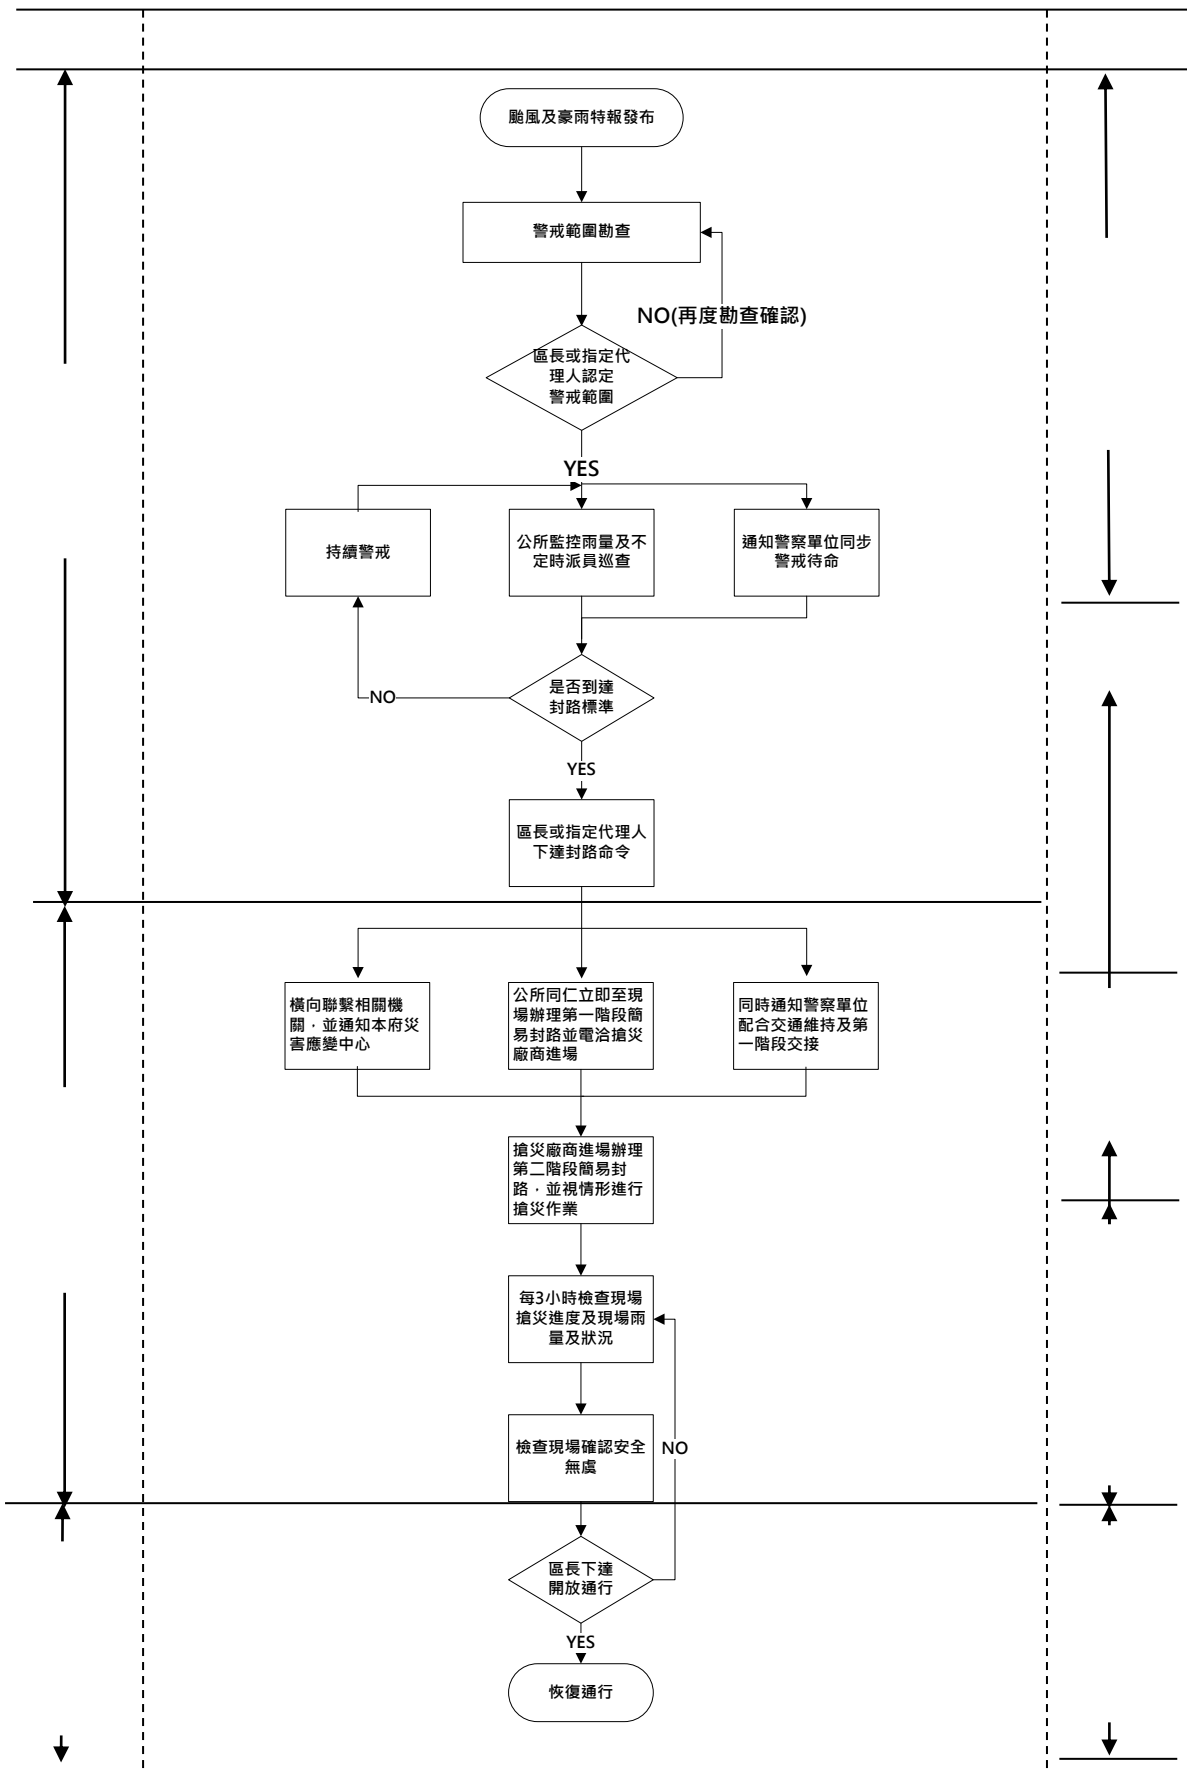 颱風及豪雨特報發布
警戒範圍勘查
NO(再度勘查確認)
區長或指定代
理人認定
警戒範圍
YES
持續警戒
公所監控雨量及不
定時派員巡查
通知警察單位同步
警戒待命
是否到達
封路標準
NO
YES
區長或指定代理人
下達封路命令
橫向聯繫相關機
關，並通知本府災
害應變中心
公所同仁立即至現
場辦理第一階段簡
易封路並電洽搶災
廠商進場
同時通知警察單位
配合交通維持及第
一階段交接
搶災廠商進場辦理
第二階段簡易封
路，並視情形進行
搶災作業
每3小時檢查現場
搶災進度及現場雨
量及狀況
檢查現場確認安全
無虞
NO
區長下達
開放通行
YES
恢復通行